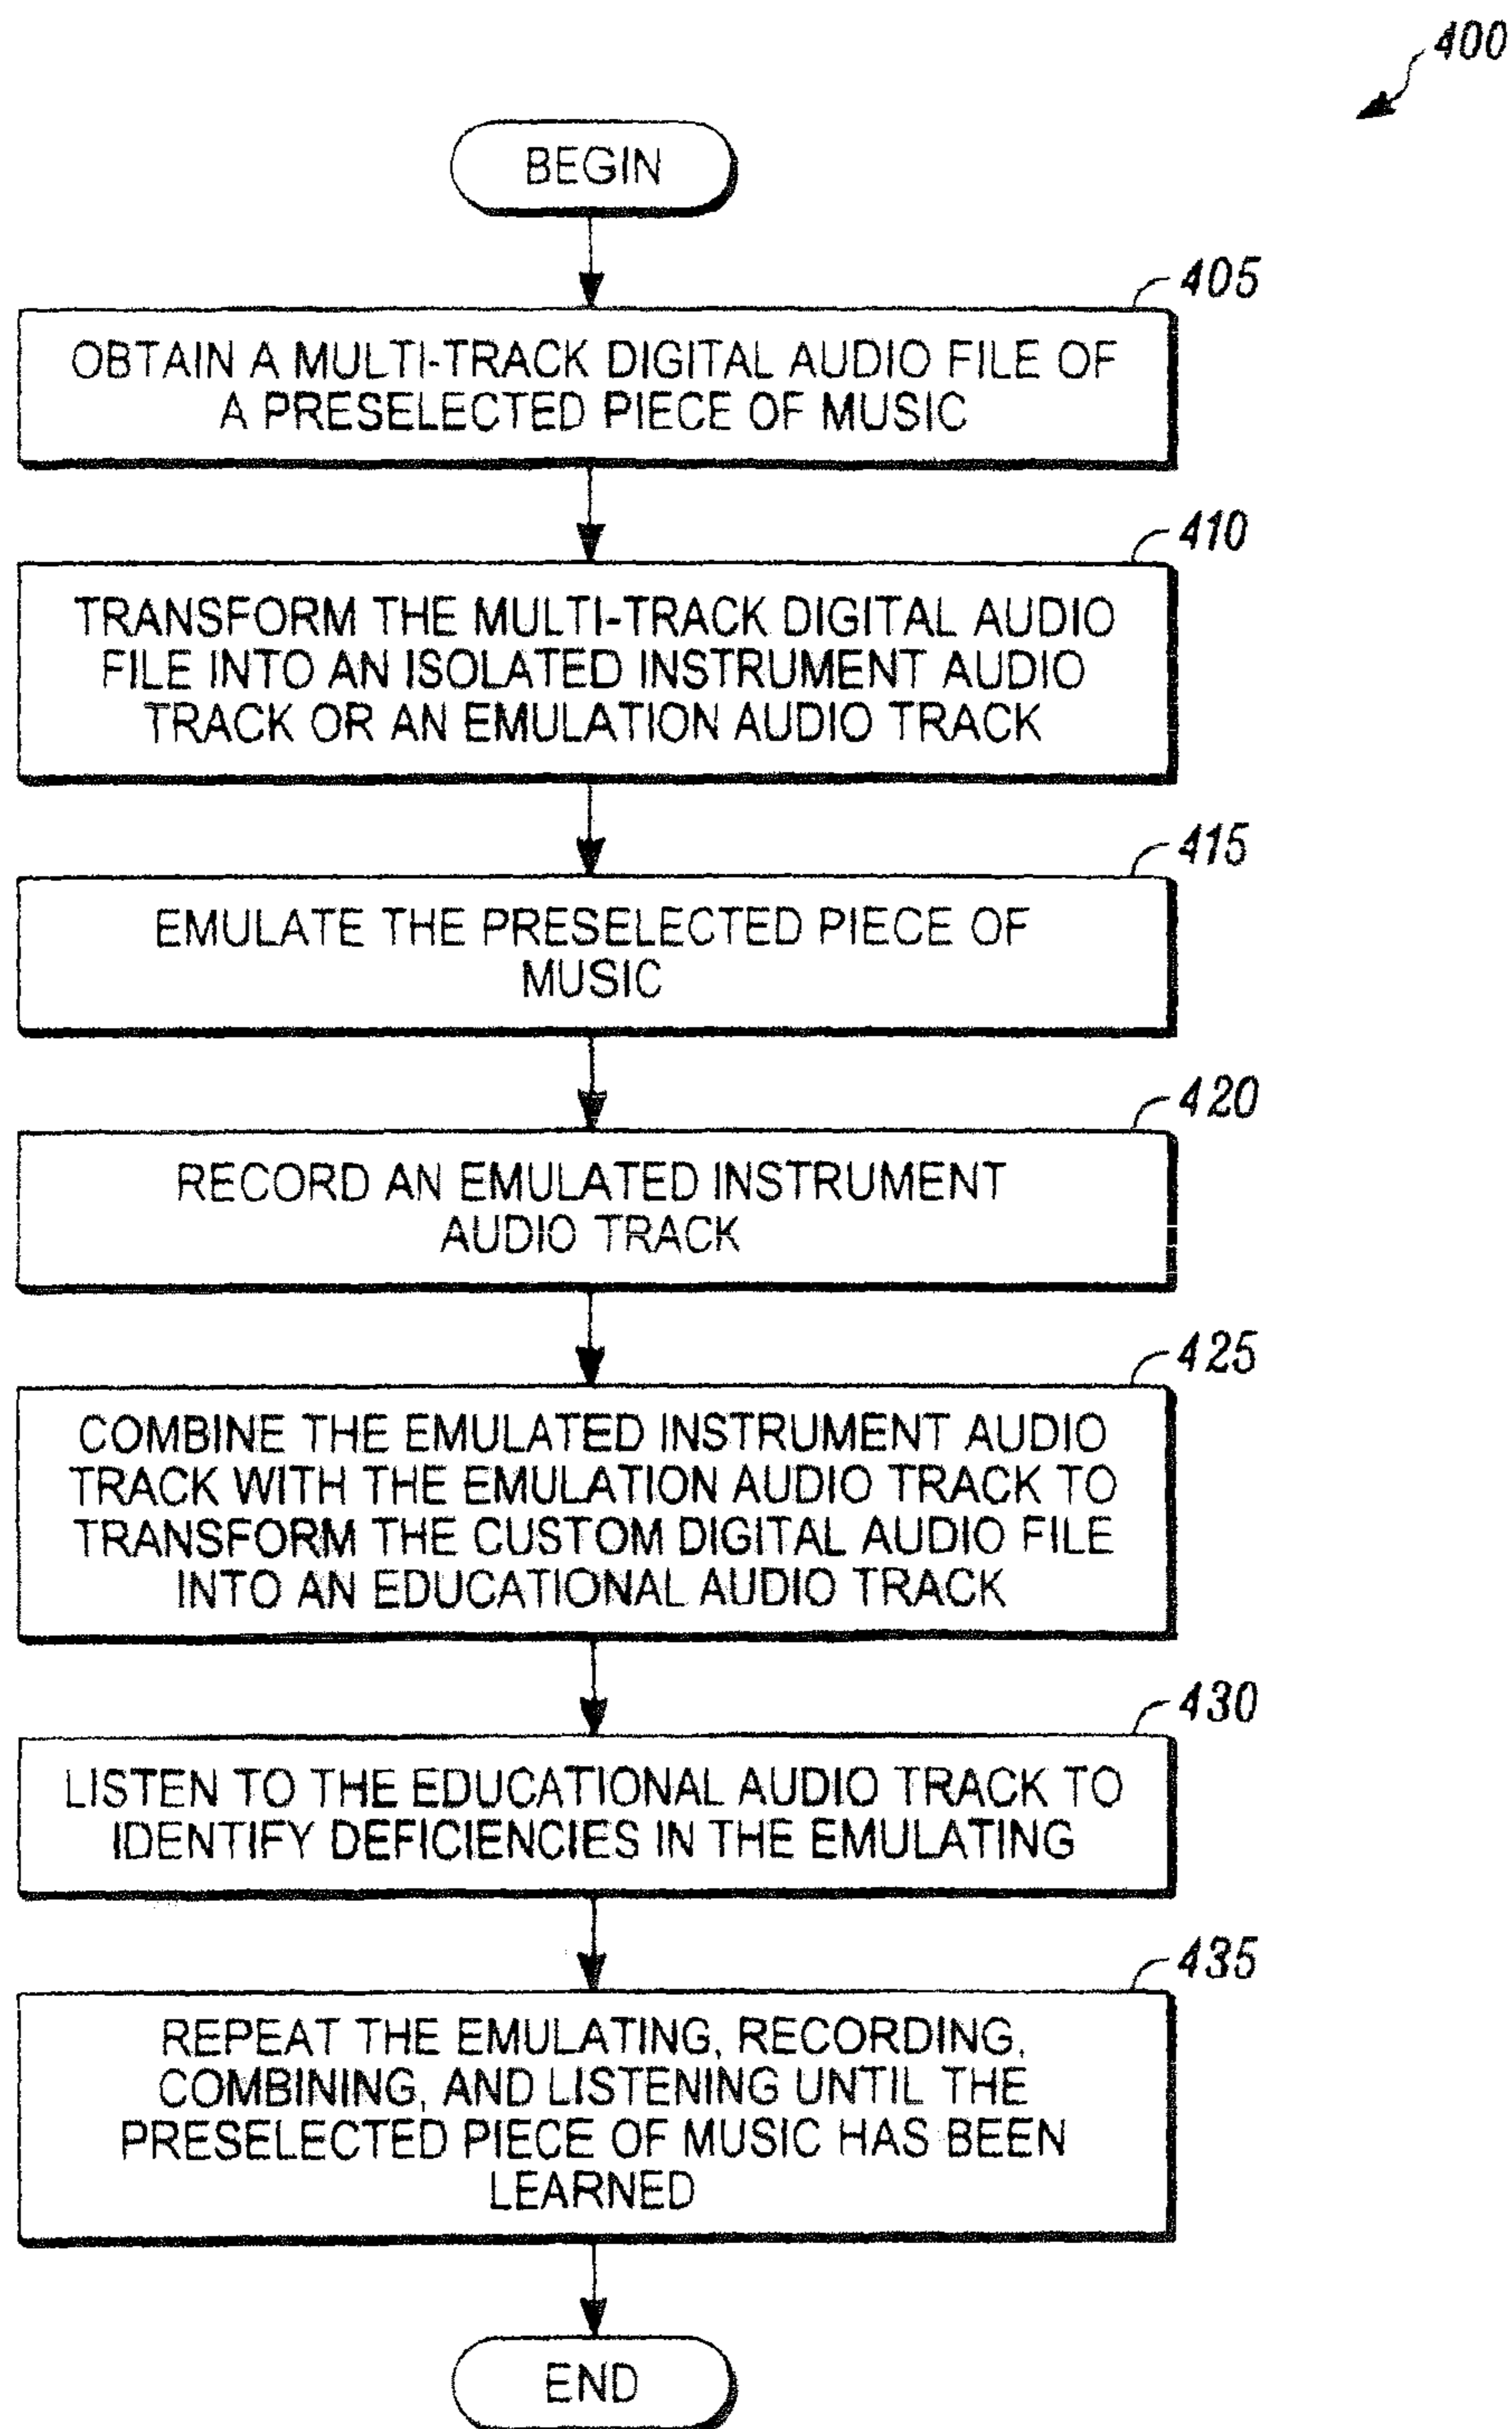 400
BEGIN
405
OBTAIN A MULTI-TRACK DIGITAL AUDIO FILE OF
A PRESELECTED PIECE OF MUSIC
410
TRANSFORM THE MULTI-TRACK DIGITAL AUDIO
FILE INTO AN ISOLATED INSTRUMENT AUDIO
TRACK OR AN EMULATION AUDIO TRACK
415
EMULATE THE PRESELECTED PIECE OF
MUSIC
420
RECORD AN EMULATED INSTRUMENT
AUDIO TRACK
425
COMBINE THE EMULATED INSTRUMENT AUDIO
TRACK WITH THE EMULATION AUDIO TRACK TO
TRANSFORM THE CUSTOM DIGITAL AUDIO FILE
INTO AN EDUCATIONAL AUDIO TRACK
430
LISTEN TO THE EDUCATIONAL AUDIO TRACK TO
IDENTIFY DEFICIENCIES IN THE EMULATING
435
REPEAT THE EMULATING, RECORDING,
COMBINING, AND LISTENING UNTIL THE
PRESELECTED PIECE OF MUSIC HAS BEEN
LEARNED
END